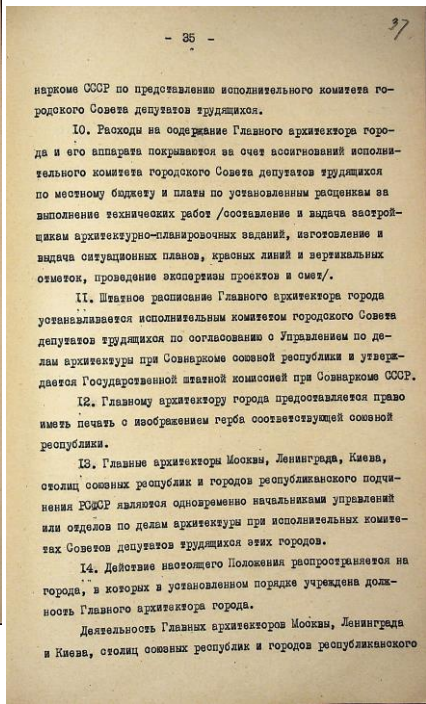 37
- 35 -
наркоме СССР по представлению исполнительного комитета го-
родского Совета депутатов трудящихся.
10. Расходы на содержание Главного архитектора горо-
да и его аппарата покрываются за счет ассигнований исполни-
тельного комитета городского Совета депутатов трудящихся
по местному бюджету и платы по установленным расценкам за
выполнение технических работ /составление и выдача застрой-
щикам архитектурно-планировочных заданий, изготовление и
выдача ситуационных планов, красных линий и вертикальных
отметок, проведение экспертизы проектов и смет/.
II. Штатное расписание Главного архитектора города
устанавливается исполнительным комитетом городского Совета
депутатов трудящихся по согласованию с Управлением по де-
лам архитектуры при Совнаркоме союзной республики и утверж-
дается Государственной штатной комиссией при Совнаркоме СССР.
12. Главному архитектору города предоставляется право
иметь печать с изображением герба соответствующей союзной
республики.
13. Главные архитекторы Москвы, Ленинграда, Киева,
столиц союзных республик и городов республиканского подчи-
нения РСФСР являются одновременно начальниками управлений
или отделов по делам архитектуры при исполнительных комите-
тах Советов депутатов трудящихся этих городов.
14. Действие настоящего Положения распространяется на
города, в которых в установленном порядке учреждена долж-
ность Главного архитектора города.
Деятельность Главных архитекторов Москвы, Ленинграда
и Киева, столиц союзных республик и городов республиканского